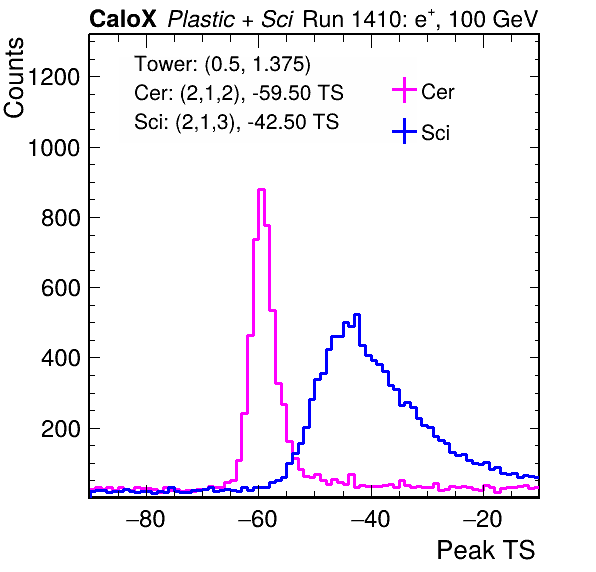 CaloX Plastic + Sci Run 1410: e+, 100 GeV
Counts
Tower: (0.5, 1.375)
Cer: (2,1,2), -59.50 TS
Sci: (2,1,3), -42.50 TS
Cer
Sci
1200
1000
800
600
400
200
−80 −60 −40 −20
Peak TS